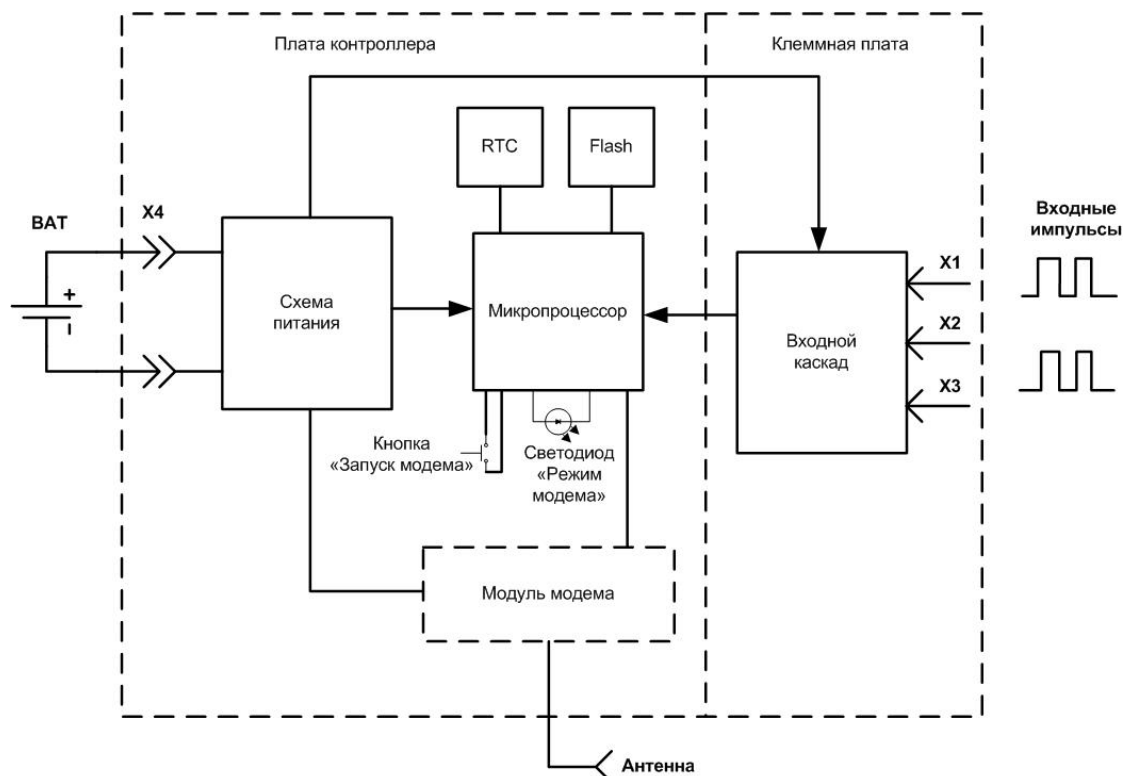 Плата контроллера
Клеммная плата
RTC
Flash
BAT
X4
Входные
импульсы
+
−
Схема
питания
Микропроцессор
Входной
каскад
X1
X2
X3
Кнопка
«Запуск модема»
Светодиод
«Режим
модема»
Модуль модема
Антенна